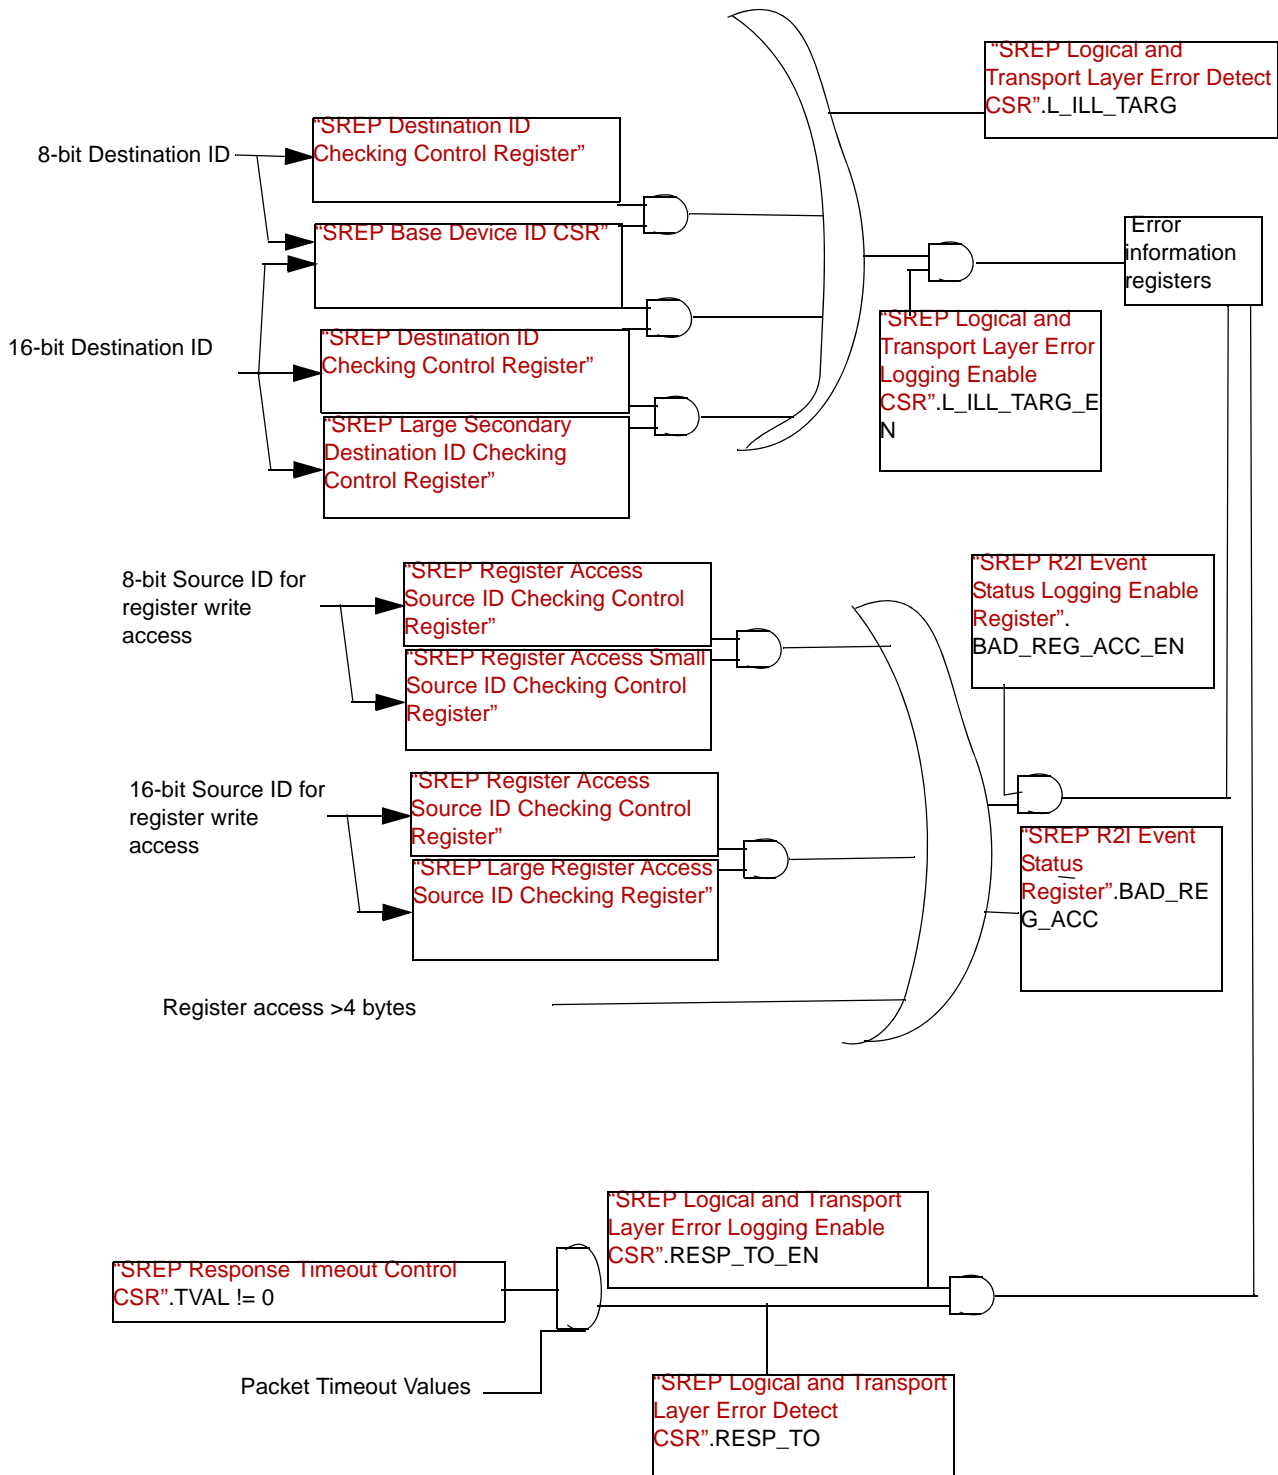 “SREP Logical and
Transport Layer Error Detect
CSR”.L_ILL_TARG
“SREP Destination ID
Checking Control Register”
8-bit Destination ID
“SREP Base Device ID CSR”
Error
information
registers
16-bit Destination ID
“SREP Destination ID
Checking Control Register”
“SREP Logical and
Transport Layer Error
Logging Enable
CSR”.L_ILL_TARG_E
N
“SREP Large Secondary
Destination ID Checking
Control Register”
8-bit Source ID for
register write
access
“SREP Register Access
Source ID Checking Control
Register”
“SREP R2I Event
Status Logging Enable
Register”.
BAD_REG_ACC_EN
“SREP Register Access Small
Source ID Checking Control
Register”
16-bit Source ID for
register write
access
“SREP Register Access
Source ID Checking Control
Register”
“SREP Large Register Access
Source ID Checking Register”
“SREP R2I Event
Status
Register”.BAD_RE
G_ACC
Register access >4 bytes
“SREP Logical and Transport
Layer Error Logging Enable
CSR”.RESP_TO_EN
“SREP Response Timeout Control
CSR”.TVAL != 0
Packet Timeout Values
“SREP Logical and Transport
Layer Error Detect
CSR”.RESP_TO